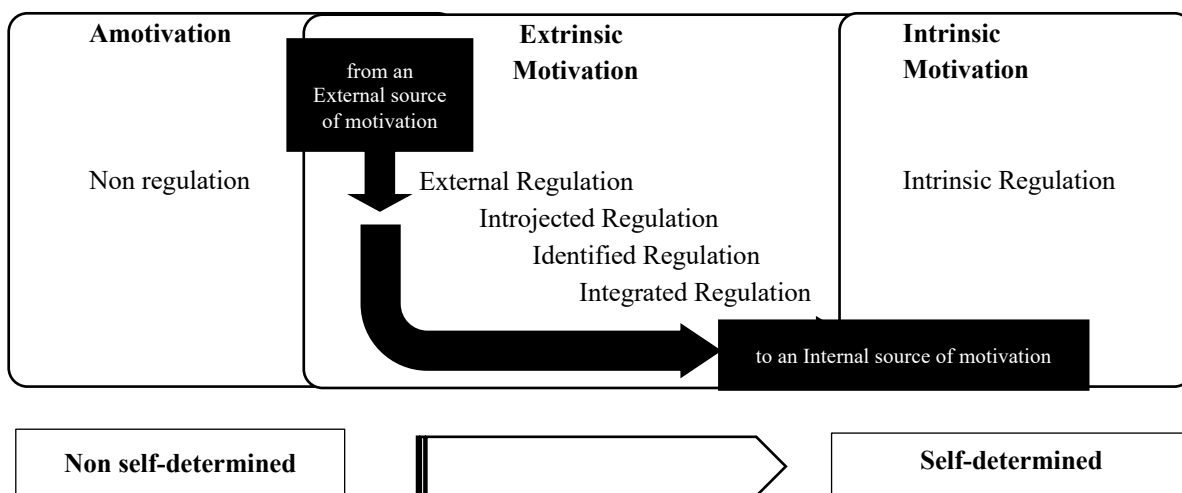 Amotivation
Extrinsic
Motivation
Intrinsic
Motivation
from an
External source
of motivation
Non regulation
External Regulation
Introjected Regulation
Identified Regulation
Integrated Regulation
Intrinsic Regulation
to an Internal source of motivation
Non self-determined
Self-determined